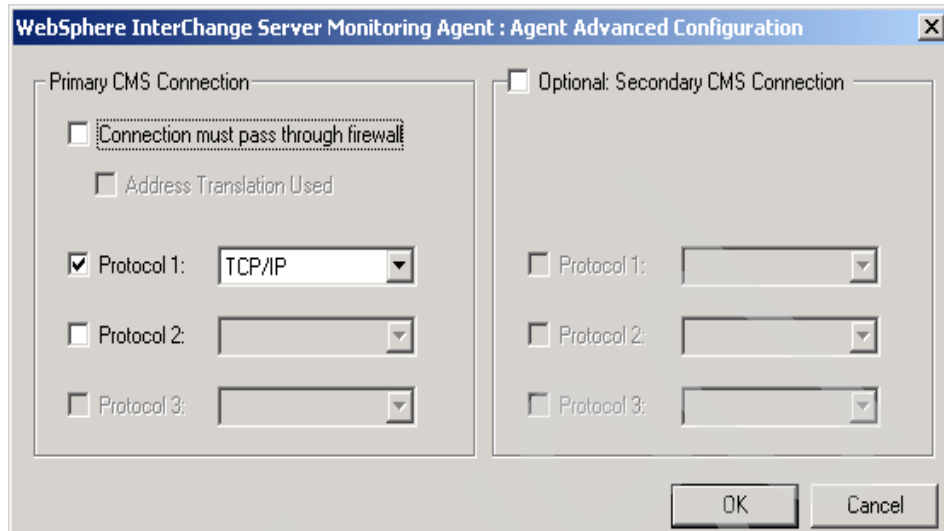 WebSphere InterChange Server Monitoring Agent : Agent Advanced Configuration
Primary CMS Connection
Connection must pass through firewall
Address Translation Used
Protocol 1: TCP/IP
Protocol 2:
Protocol 3:
Optional: Secondary CMS Connection
Protocol 1:
Protocol 2:
Protocol 3:
OK Cancel